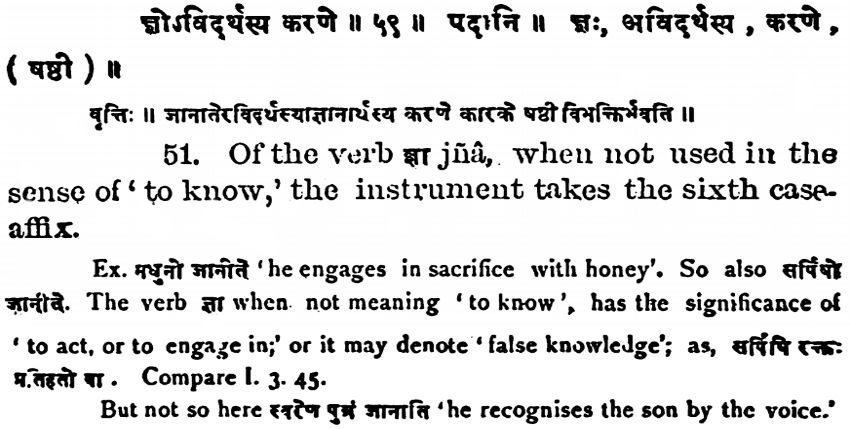 ज्ञोऽविदर्थस्य करणे ॥ ५१ ॥ पदानि ॥ ज्ञः, अविदर्थस्य, करणे,
( षष्ठी ) ॥
वृत्तिः ॥ जानातेरविदर्थस्याज्ञानार्थस्य करणे कारके षष्ठी विभक्तिर्भवति ॥
51. Of the verb ज्ञा jñâ, when not used in the
sense of ‘to know,’ the instrument takes the sixth case-
affix.
Ex. मधुनो जानीते ‘he engages in sacrifice with honey’. So also सर्पिषो
जानीते. The verb ज्ञा when not meaning ‘to know’, has the significance of
‘to act, or to engage in;’ or it may denote ‘false knowledge’; as, सर्पिषि रक्तः
प्रतिहतो वा. Compare I. 3. 45.
But not so here स्वरेण पुत्रं जानाति ‘he recognises the son by the voice.’